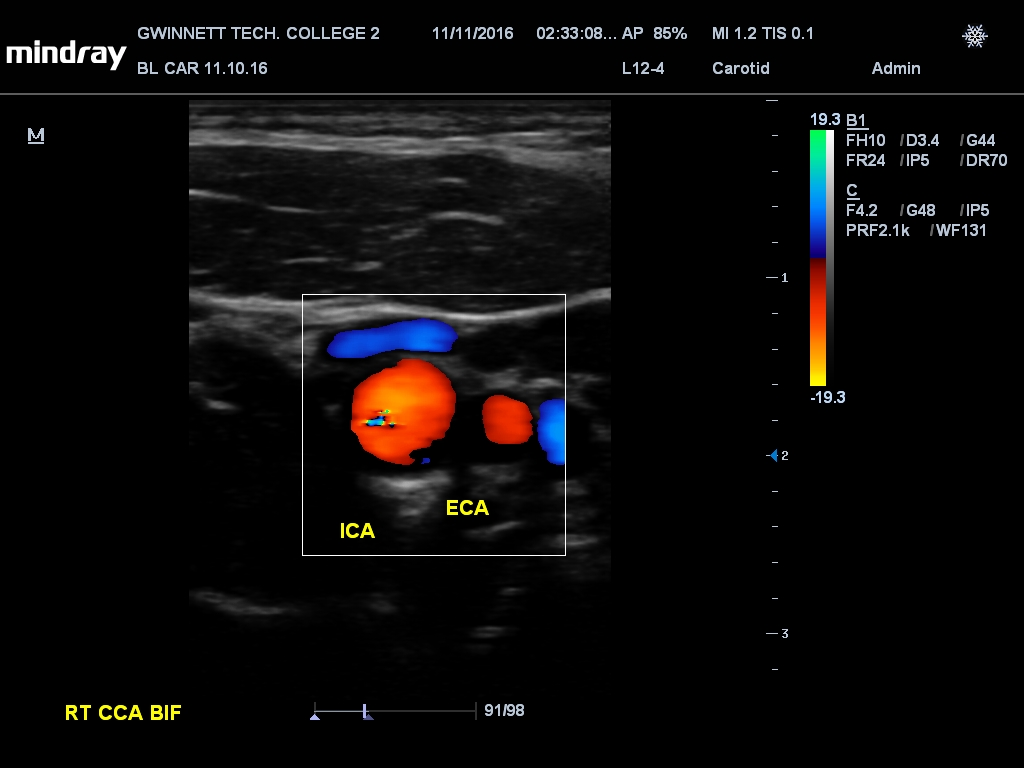 mindray
GWINNETT TECH. COLLEGE 2 11/11/2016 02:33:08... AP 85% MI 1.2 TIS 0.1
BL CAR 11.10.16 L12-4 Carotid Admin
M
19.3 B1
FH10 /D3.4 /G44
FR24 /IP5 /DR70
C
F4.2 /G48 /IP5
PRF2.1k /WF131
1
-19.3
2
ECA
ICA
3
RT CCA BIF
91/98